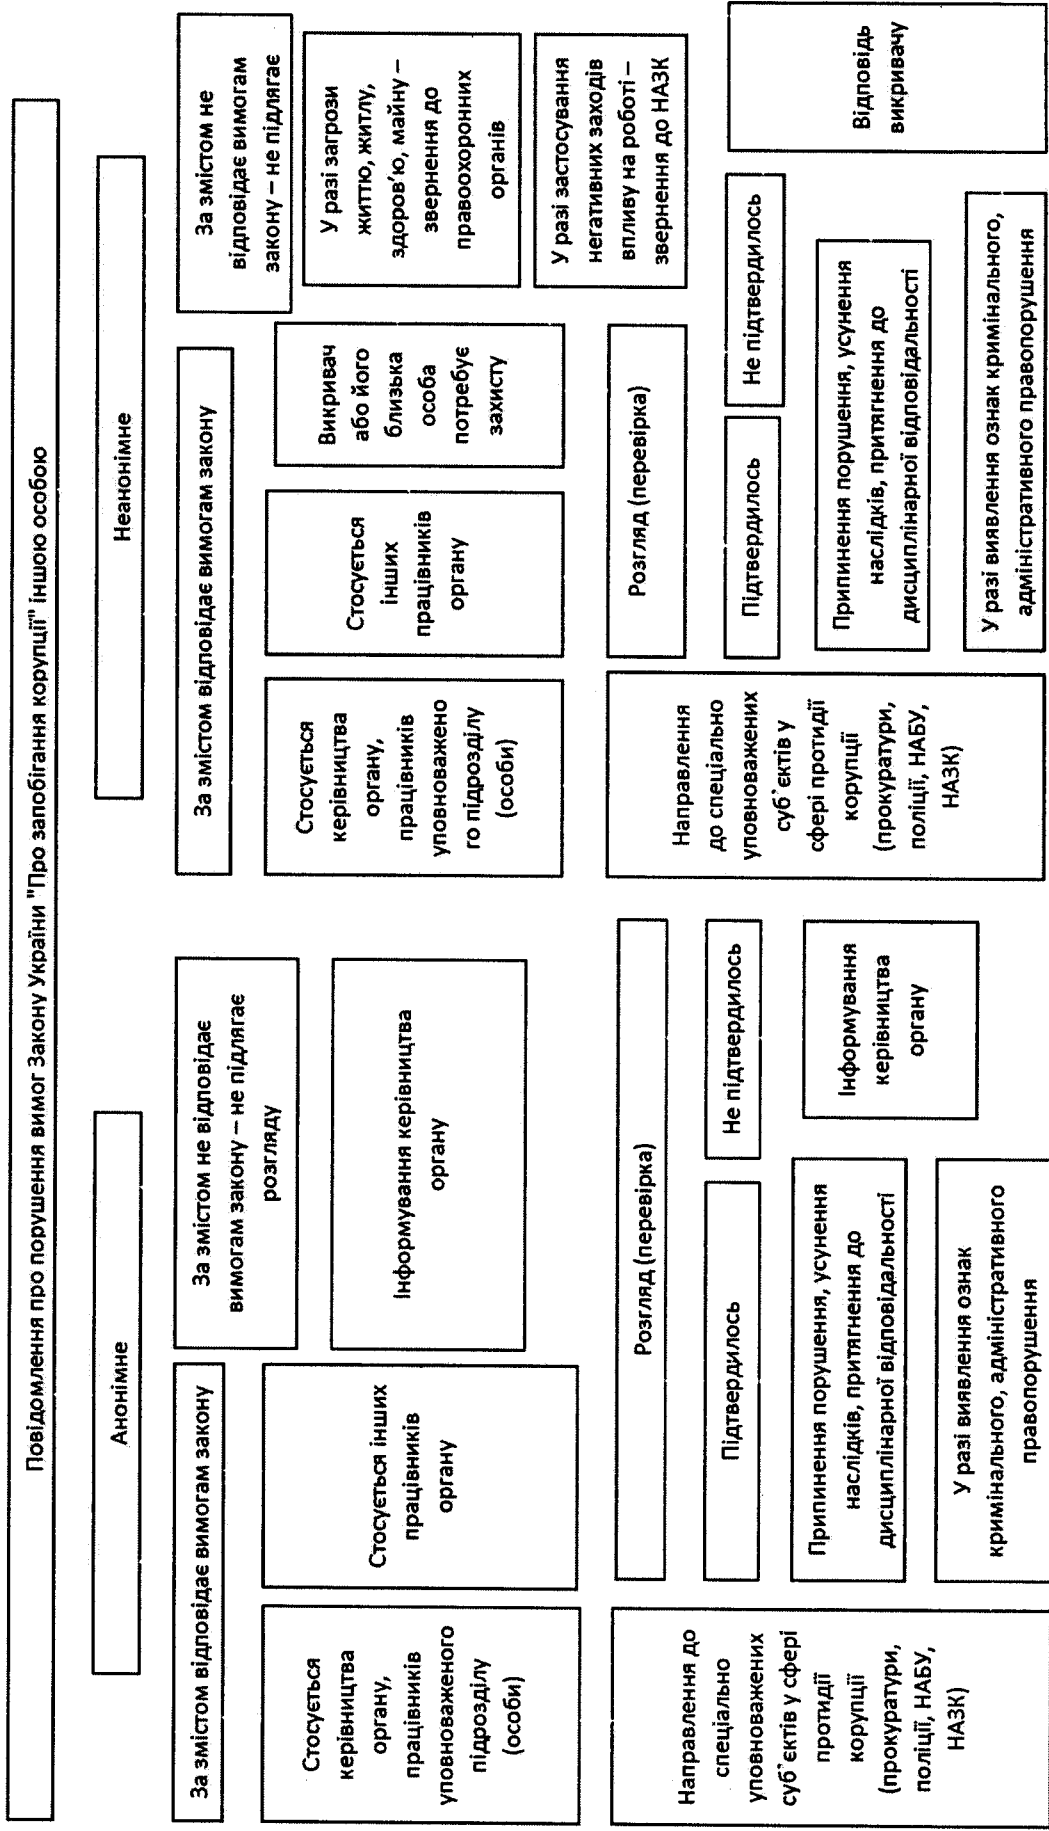 Повідомлення про порушення вимог Закону України "Про запобігання корупції" іншою особою
Анонімне
Неанонімне
За змістом відповідає вимогам закону
За змістом не відповідає
вимогам закону – не підлягає
розгляду
За змістом відповідає вимогам закону
За змістом не
відповідає вимогам
закону – не підлягає
Стосується
керівництва
органу,
працівників
уповноваженого
підрозділу
(особи)
Стосується інших
працівників
органу
Інформування керівництва
органу
Стосується
керівництва
органу,
працівників
уповноважено
го підрозділу
(особи)
Стосується
інших
працівників
органу
Викривач
або його
близька
особа
потребує
захисту
У разі загрози
життю, житлу,
здоров'ю, майну –
звернення до
правоохоронних
органів
У разі застосування
негативних заходів
впливу на роботі –
звернення до НАЗК
Направлення до
спеціально
уповноважених
суб`єктів у сфері
протидії
корупції
(прокуратури,
поліції, НАБУ,
НАЗК)
Розгляд (перевірка)
Підтвердилось
Не підтвердилось
Припинення порушення, усунення
наслідків, притягнення до
дисциплінарної відповідальності
Інформування
керівництва
органу
У разі виявлення ознак
кримінального, адміністративного
правопорушення
Направлення
до спеціально
уповноважених
суб`єктів у
сфері протидії
корупції
(прокуратури,
поліції, НАБУ,
НАЗК)
Розгляд (перевірка)
Підтвердилось
Не підтвердилось
Припинення порушення, усунення
наслідків, притягнення до
дисциплінарної відповідальності
У разі виявлення ознак кримінального,
адміністративного правопорушення
Відповідь
викривачу